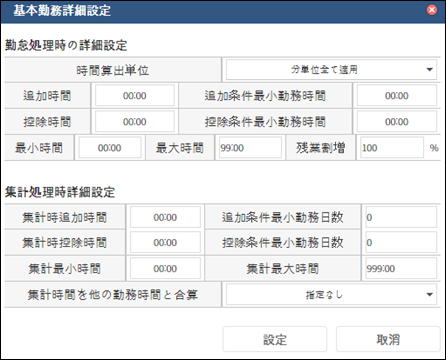 基本勤務詳細設定
勤怠処理時の詳細設定
時間算出単位 分単位全て適用
追加時間 00:00 追加条件最小勤務時間 00:00
控除時間 00:00 控除条件最小勤務時間 00:00
最小時間 00:00 最大時間 99:00 残業割増 100 %
集計処理時詳細設定
集計時追加時間 00:00 追加条件最小勤務日数 0
集計時控除時間 00:00 控除条件最小勤務日数 0
集計最小時間 00:00 集計最大時間 999:00
集計時間を他の勤務時間と合算 指定なし
設定 取消